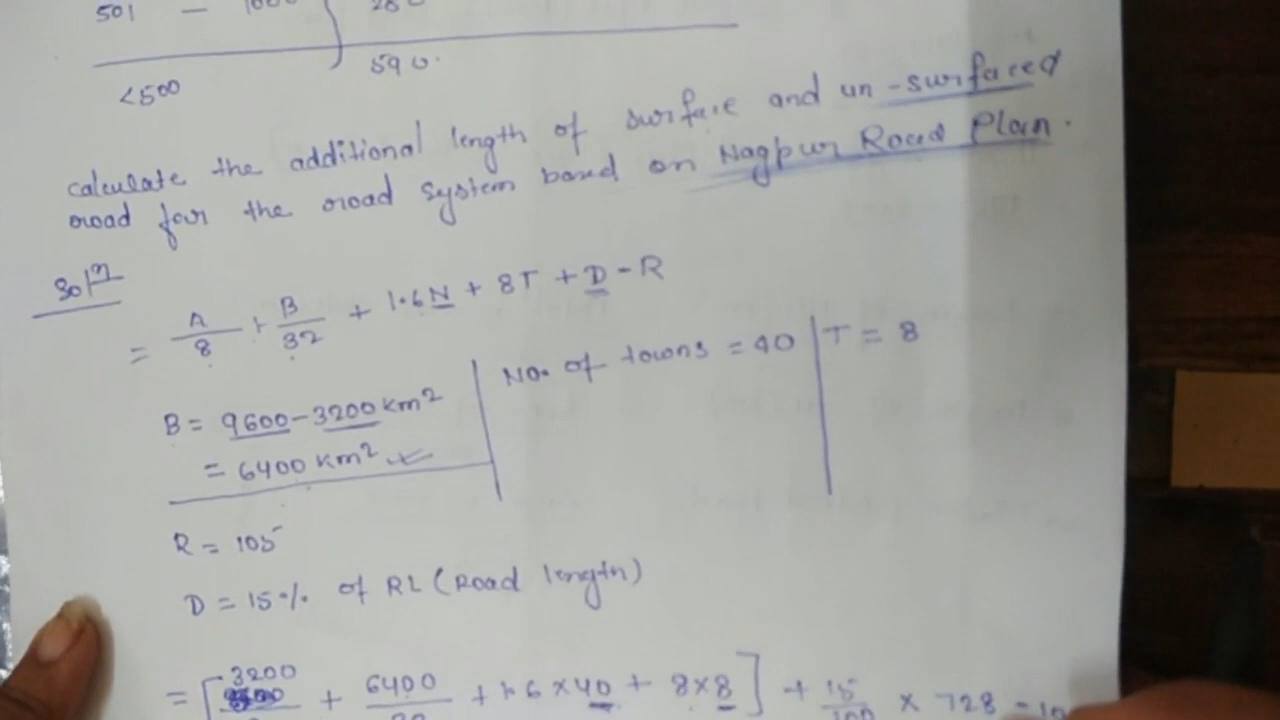 501 — 1000 } 280
<500 590.
calculate the additional length of surface and un-surfaced
road for the road system based on Nagpur Road Plan.
Solⁿ
= A/8 + B/32 + 1.6N + 8T + D - R
B = 9600-3200 km²
= 6400 km²
No. of towns = 40
T = 8
R = 105
D = 15% of RL (Road length)
= [ 3200 + 6400 + 1.6 × 40 + 8×8 ] + 15/100 × 728